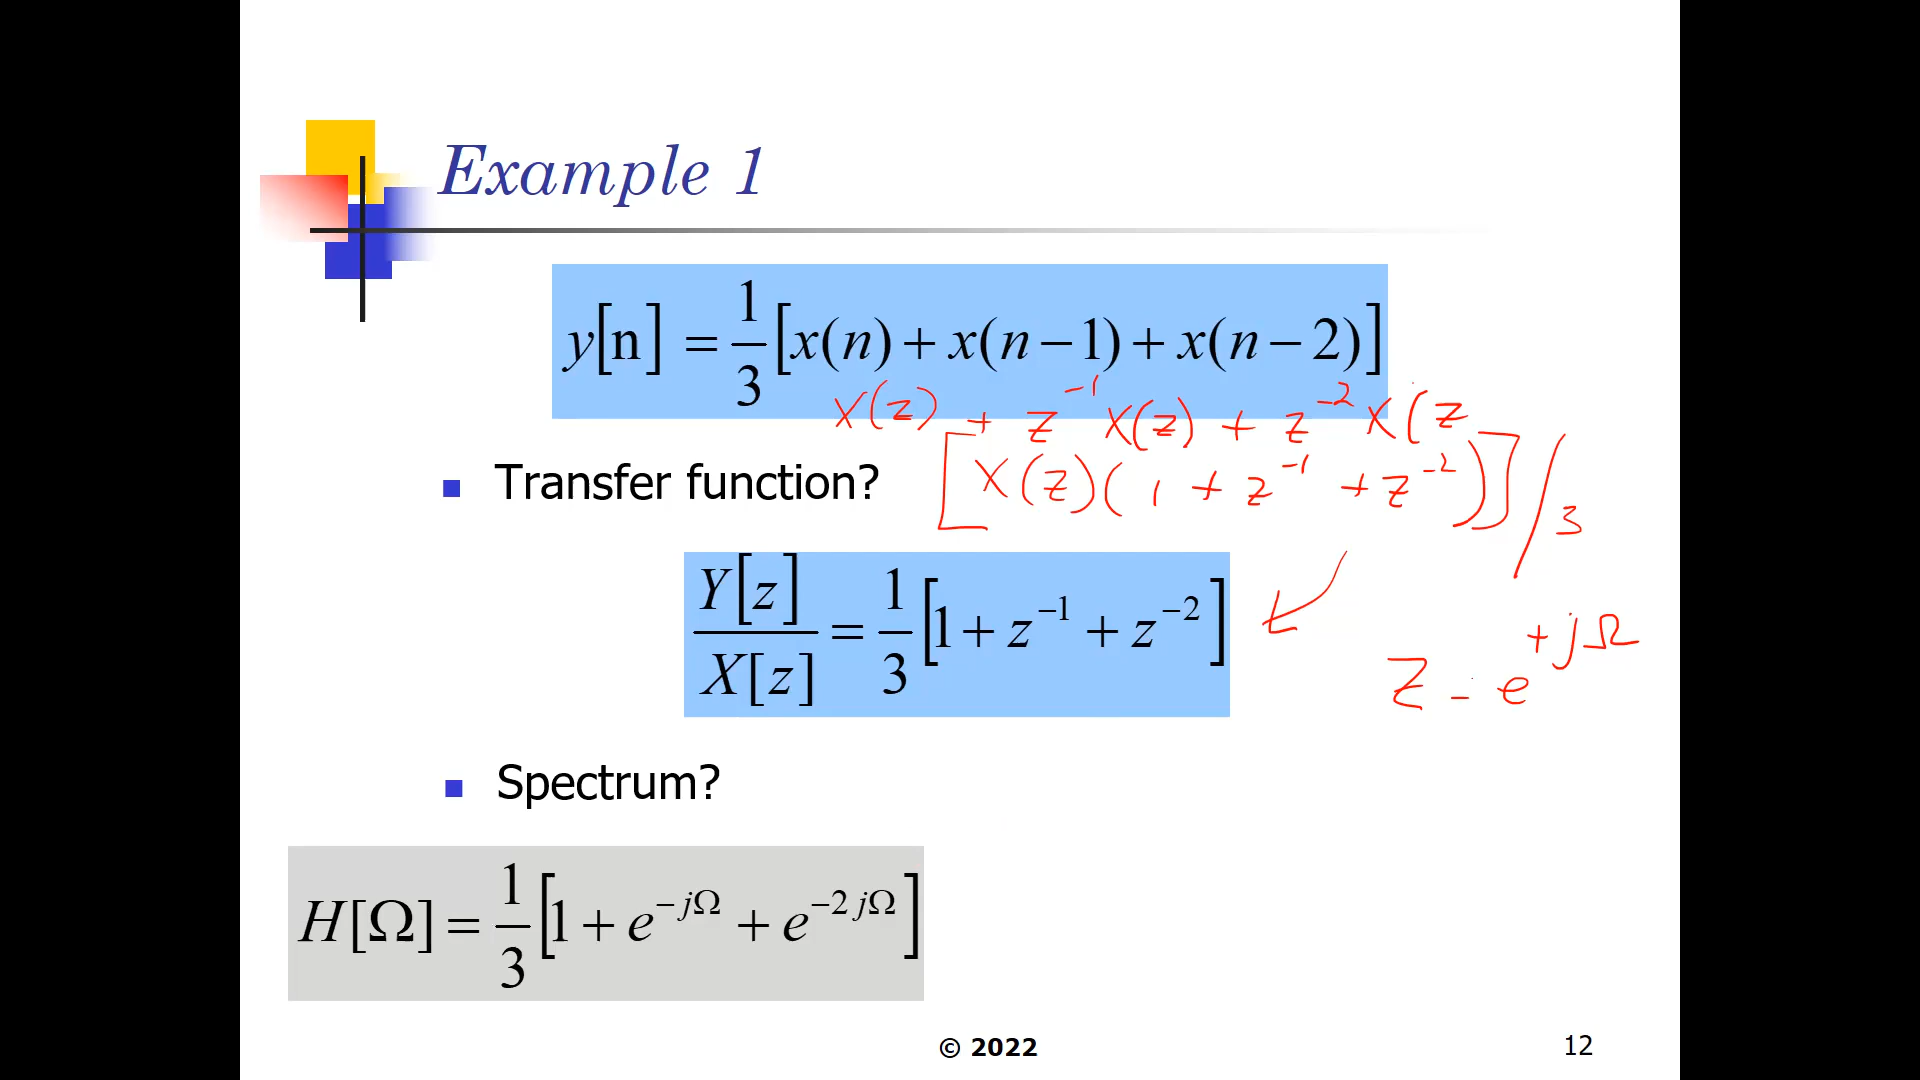 Example 1
y[n] = 1/3 [x(n) + x(n − 1) + x(n − 2)]
X(z) + z^-1 X(z) + z^-2 X(z
Transfer function?
[X(z)(1 + z^-1 + z^-2)]/3
Y[z]/X[z] = 1/3 [1 + z^−1 + z^−2]
z - e^+jΩ
Spectrum?
H[Ω] = 1/3 [1 + e^−jΩ + e^−2jΩ]
© 2022
12